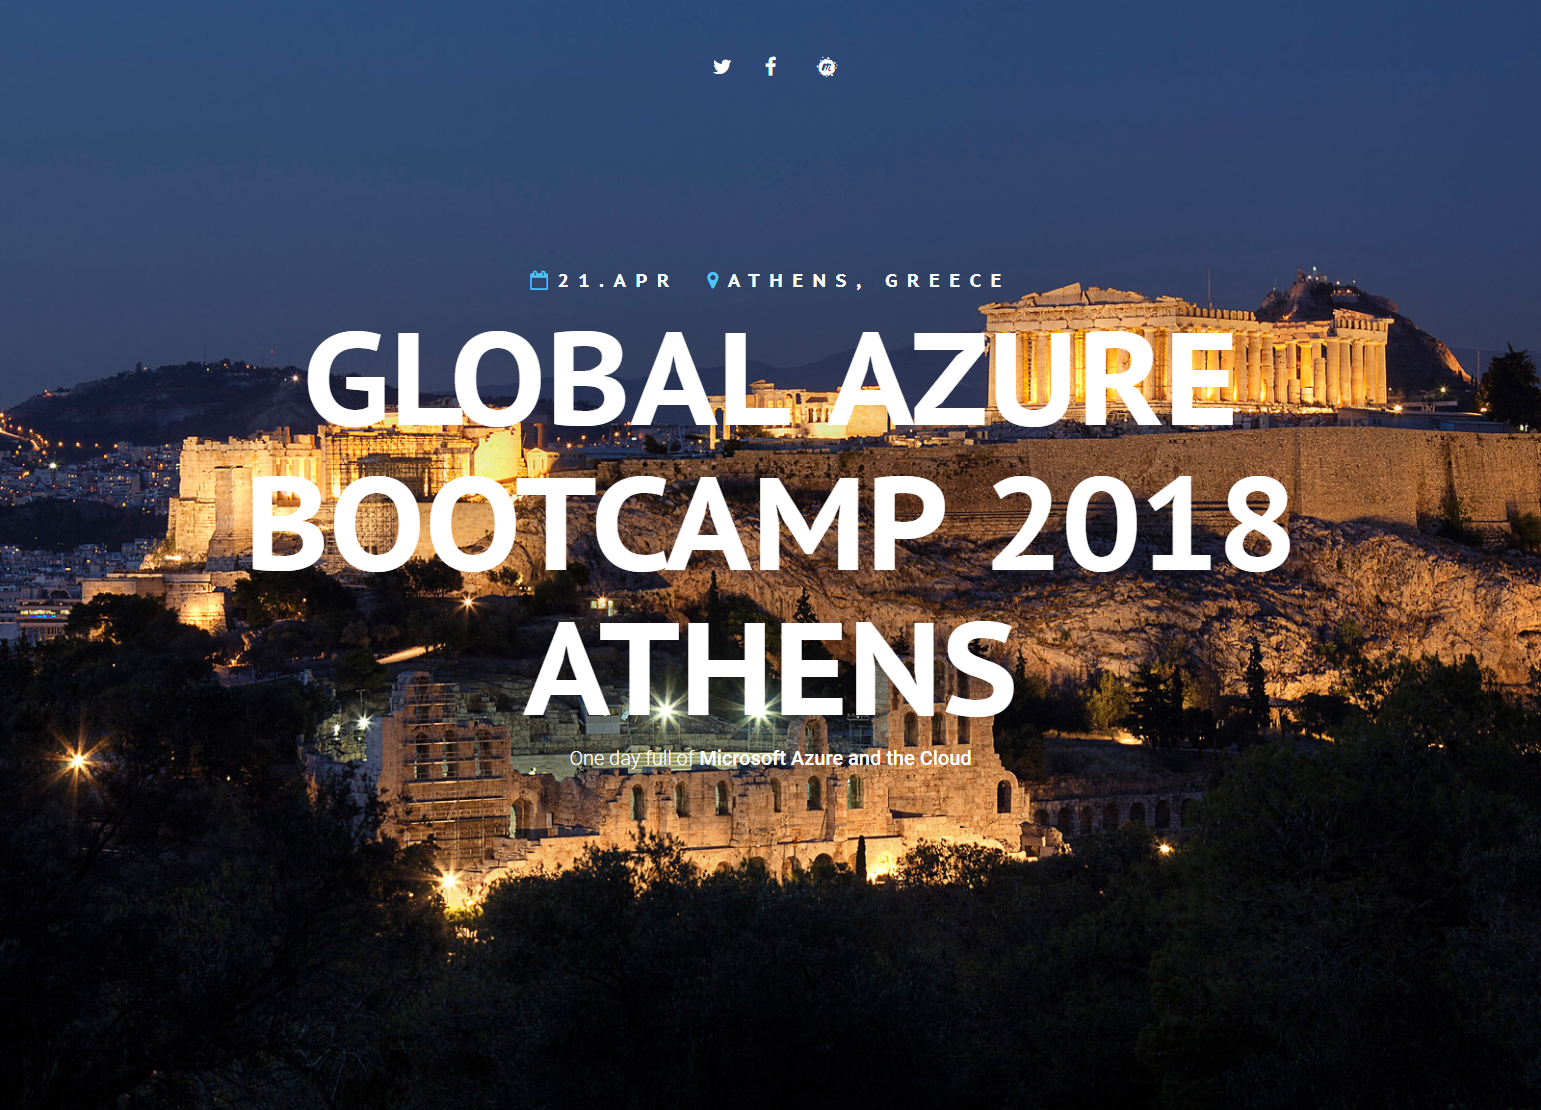 21.APR ATHENS, GREECE
GLOBAL AZURE
BOOTCAMP 2018
ATHENS
One day full of Microsoft Azure and the Cloud